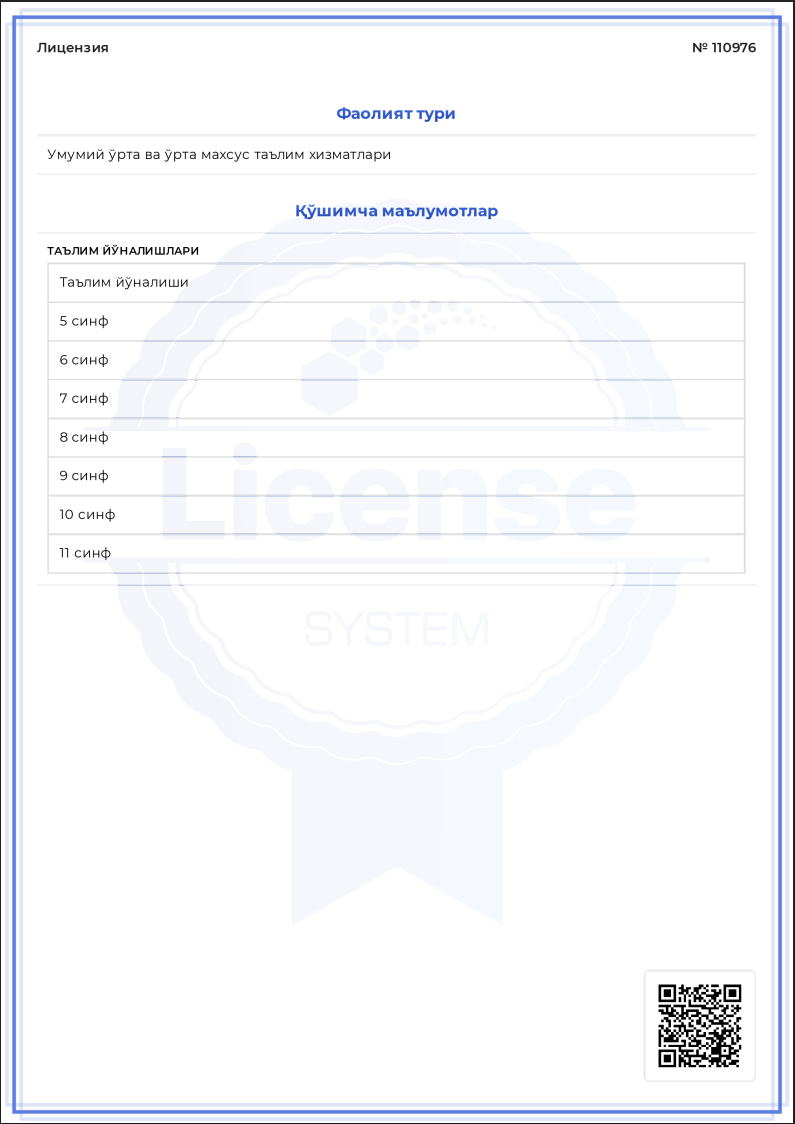 Лицензия № 110976
Фаолият тури
Умумий ўрта ва ўрта махсус таълим хизматлари
Қўшимча маълумотлар
ТАЪЛИМ ЙЎНАЛИШЛАРИ
Таълим йўналиши
5 синф
6 синф
7 синф
8 синф
9 синф
10 синф
11 синф
License
SYSTEM